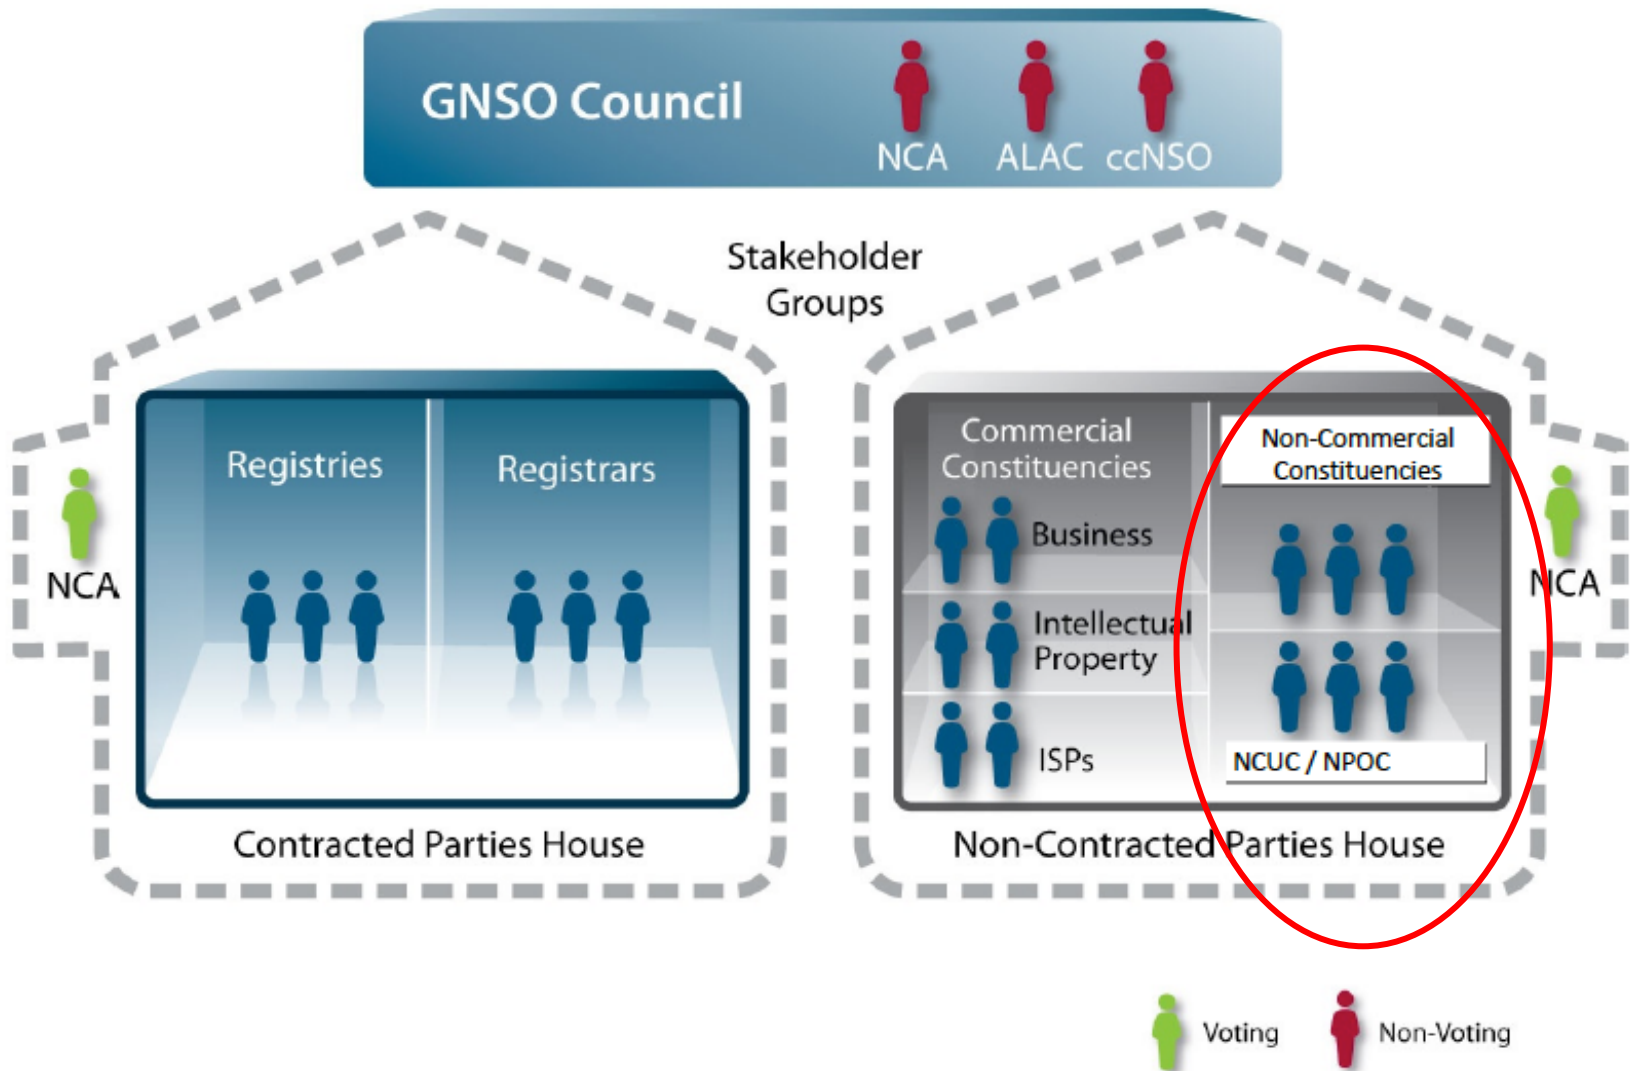 GNSO Council
NCA
ALAC
ccNSO
Stakeholder
Groups
NCA
Registries
Registrars
Contracted Parties House
Commercial
Constituencies
Business
Intellectual
Property
ISPs
Non-Commercial
Constituencies
NCUC / NPOC
NCA
Non-Contracted Parties House
Voting
Non-Voting